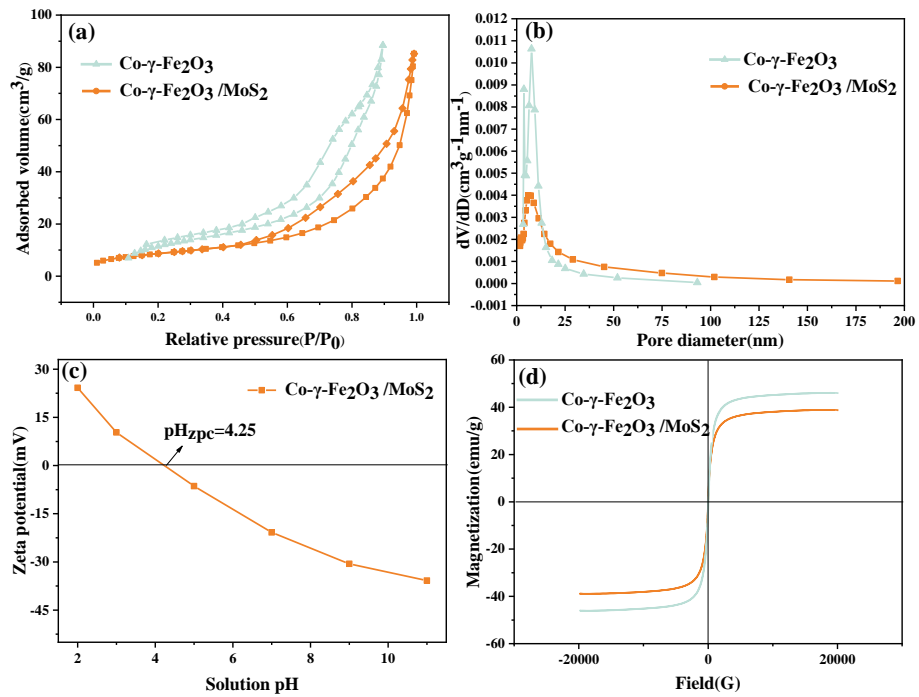 (a)
Co-γ-Fe2O3
Co-γ-Fe2O3 /MoS2
100
80
60
40
20
0
Adsorbed volume(cm3/g)
0.0 0.2 0.4 0.6 0.8 1.0
Relative pressure(P/P0)
(b)
Co-γ-Fe2O3
Co-γ-Fe2O3 /MoS2
0.012
0.011
0.010
0.009
0.008
0.007
0.006
0.005
0.004
0.003
0.002
0.001
0.000
-0.001
dV/dD(cm3g-1nm-1)
0 25 50 75 100 125 150 175 200
Pore diameter(nm)
(c)
Co-γ-Fe2O3 /MoS2
pHzpc=4.25
30
15
0
-15
-30
-45
Zeta potential(mV)
2 4 6 8 10
Solution pH
(d)
Co-γ-Fe2O3
Co-γ-Fe2O3 /MoS2
60
40
20
0
-20
-40
-60
Magnetization(emu/g)
-20000 0 20000
Field(G)